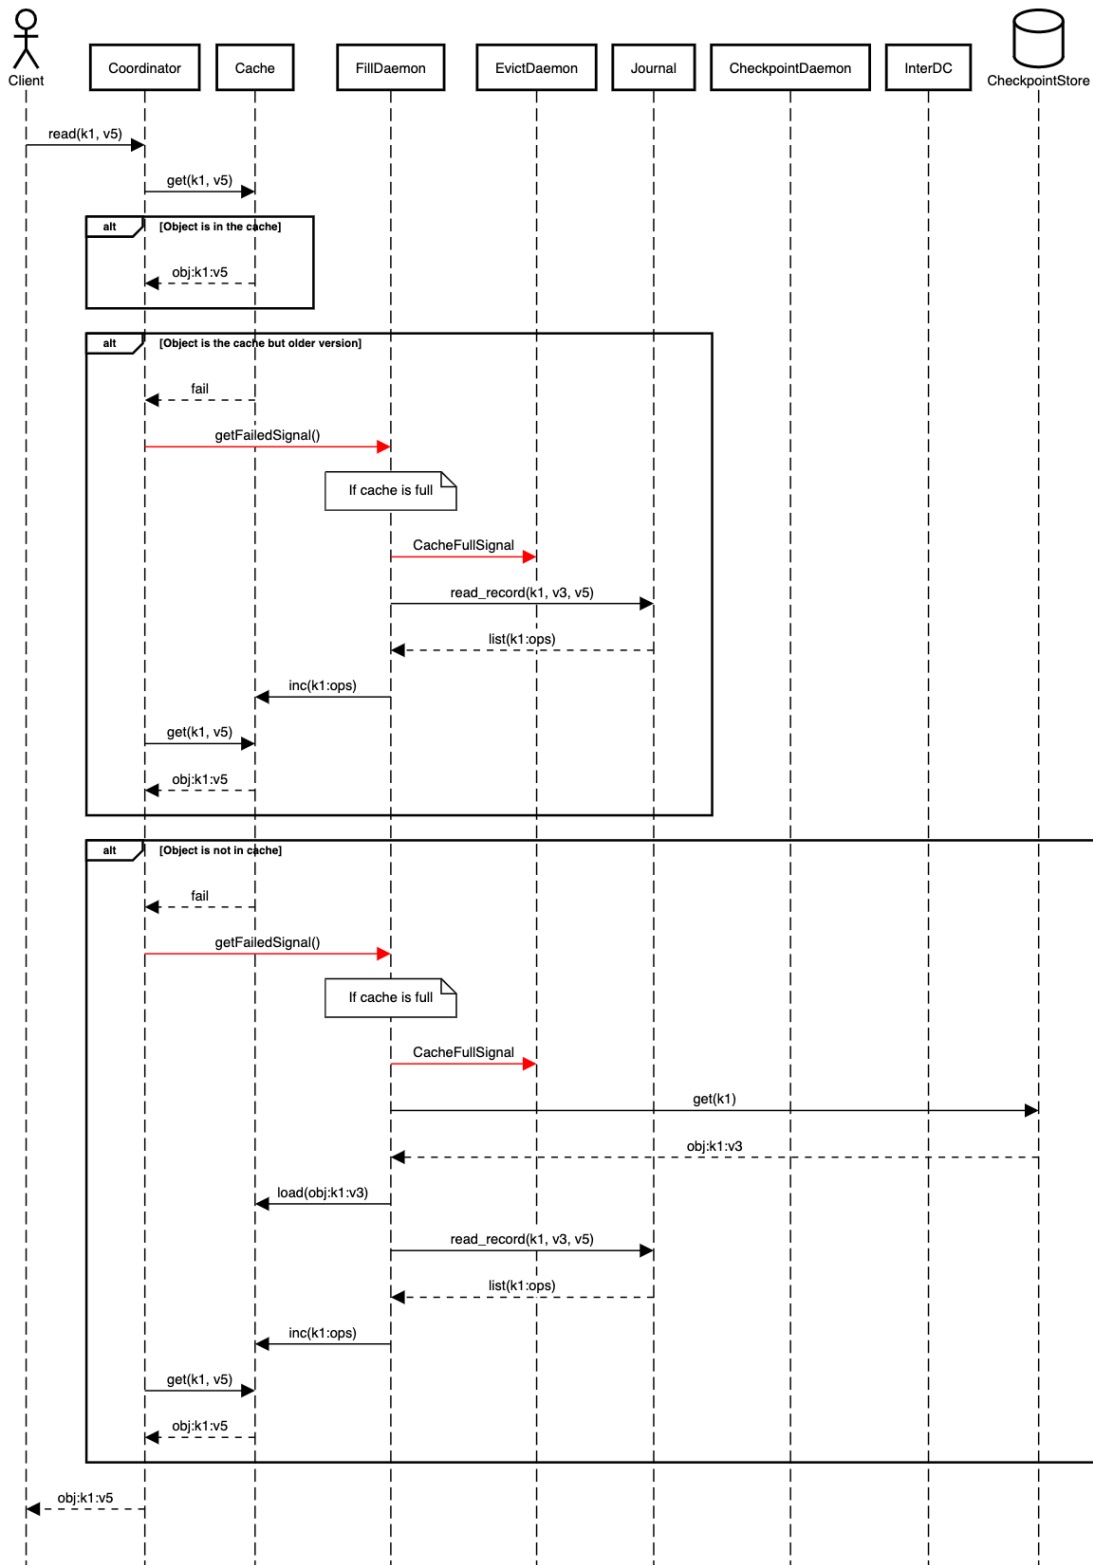 Client
Coordinator
Cache
FillDaemon
EvictDaemon
Journal
CheckpointDaemon
InterDC
CheckpointStore
read(k1, v5)
get(k1, v5)
alt
[Object is in the cache]
obj:k1:v5
alt
[Object is the cache but older version]
fail
getFailedSignal()
If cache is full
CacheFullSignal
read_record(k1, v3, v5)
list(k1:ops)
inc(k1:ops)
get(k1, v5)
obj:k1:v5
alt
[Object is not in cache]
fail
getFailedSignal()
If cache is full
CacheFullSignal
get(k1)
obj:k1:v3
load(obj:k1:v3)
read_record(k1, v3, v5)
list(k1:ops)
inc(k1:ops)
get(k1, v5)
obj:k1:v5
obj:k1:v5